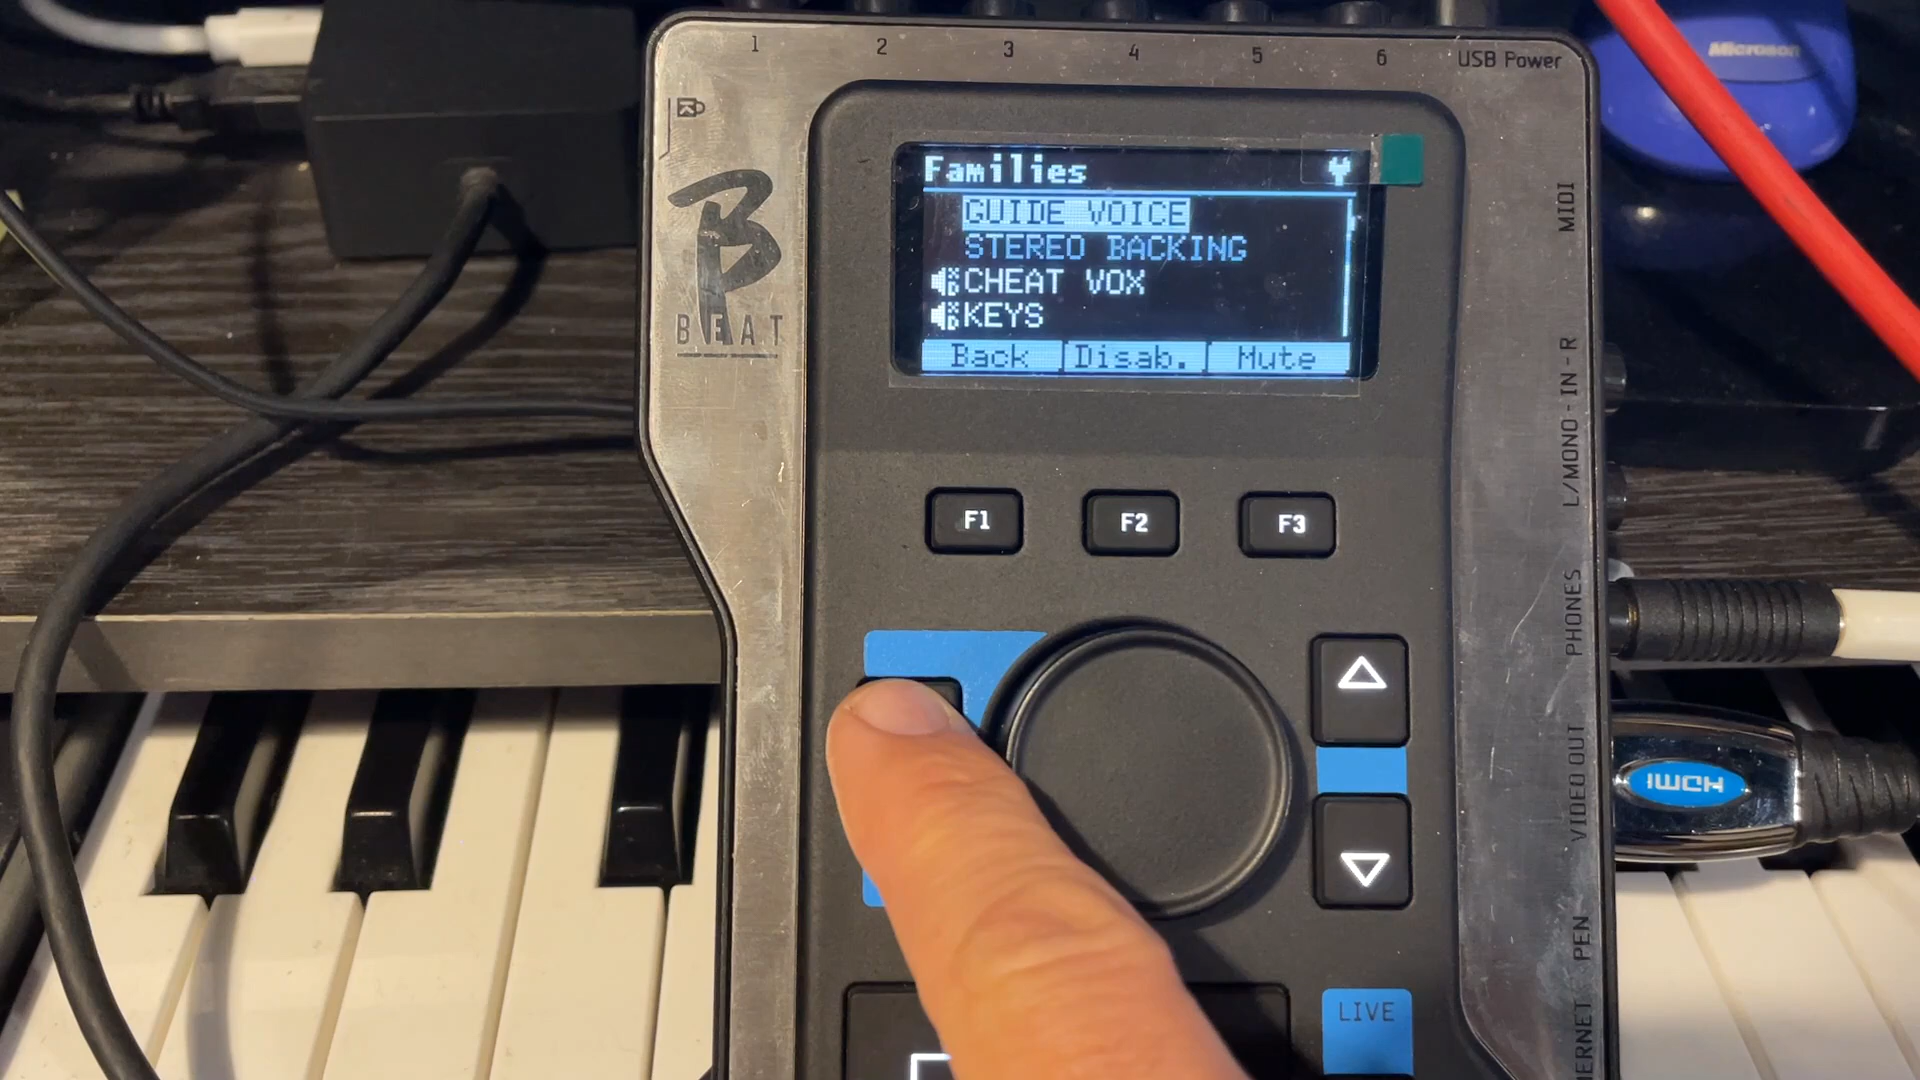 1 2 3 4 5 6 USB Power
Microsoft
BEAT
Families
GUIDE VOICE
STEREO BACKING
CHEAT VOX
KEYS
Back Disab. Mute
F1 F2 F3
MIDI
L/MONO-IN-R
PHONES
VIDEO OUT
HDMI
PEN
LIVE